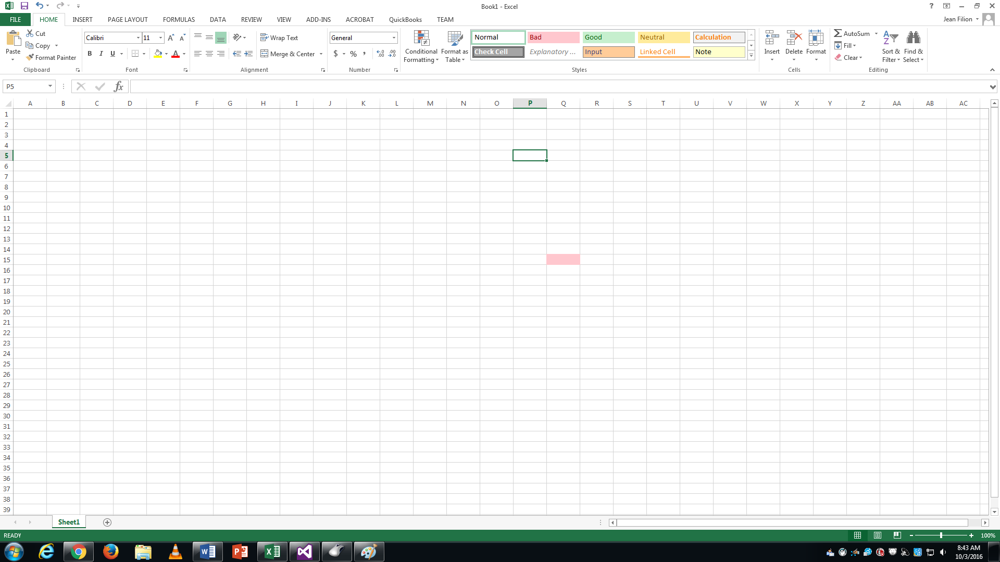 Book1 - Excel
?
FILE HOME INSERT PAGE LAYOUT FORMULAS DATA REVIEW VIEW ADD-INS ACROBAT QuickBooks TEAM Jean Filion
Paste Cut Copy Format Painter Clipboard
Calibri 11 A A B I U A Font
Wrap Text Merge & Center Alignment
General $ % , .00 .0 Number
Conditional Formatting Format as Table
Normal Bad Good Neutral Calculation
Check Cell Explanatory ... Input Linked Cell Note
Styles
Insert Delete Format Cells
AutoSum Fill Clear Sort & Filter Find & Select Editing
P5 fx
A B C D E F G H I J K L M N O P Q R S T U V W X Y Z AA AB AC
1
2
3
4
5
6
7
8
9
10
11
12
13
14
15
16
17
18
19
20
21
22
23
24
25
26
27
28
29
30
31
32
33
34
35
36
37
38
39
Sheet1
READY 100%
8:43 AM
10/3/2016